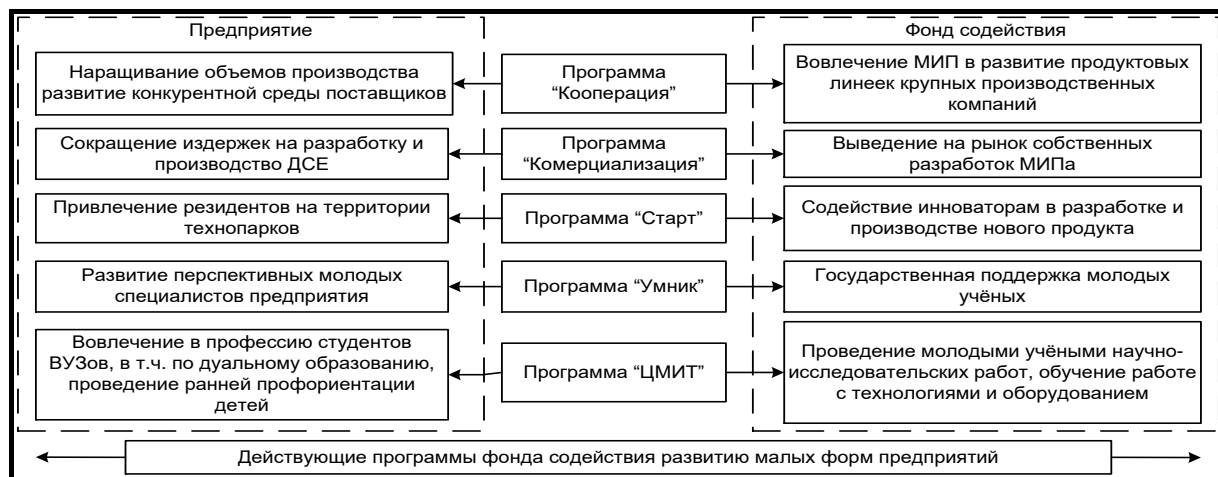 Предприятие
Фонд содействия
Наращивание объемов производства
развитие конкурентной среды поставщиков
Программа
“Кооперация”
Вовлечение МИП в развитие продуктовых
линеек крупных производственных
компаний
Сокращение издержек на разработку и
производство ДСЕ
Программа
“Комерциализация”
Выведение на рынок собственных
разработок МИПа
Привлечение резидентов на территории
технопарков
Программа “Старт”
Содействие инноваторам в разработке и
производстве нового продукта
Развитие перспективных молодых
специалистов предприятия
Программа “Умник”
Государственная поддержка молодых
учёных
Вовлечение в профессию студентов
ВУЗов, в т.ч. по дуальному образованию,
проведение ранней профориентации
детей
Программа “ЦМИТ”
Проведение молодыми учёными научно-
исследовательских работ, обучение работе
с технологиями и оборудованием
Действующие программы фонда содействия развитию малых форм предприятий